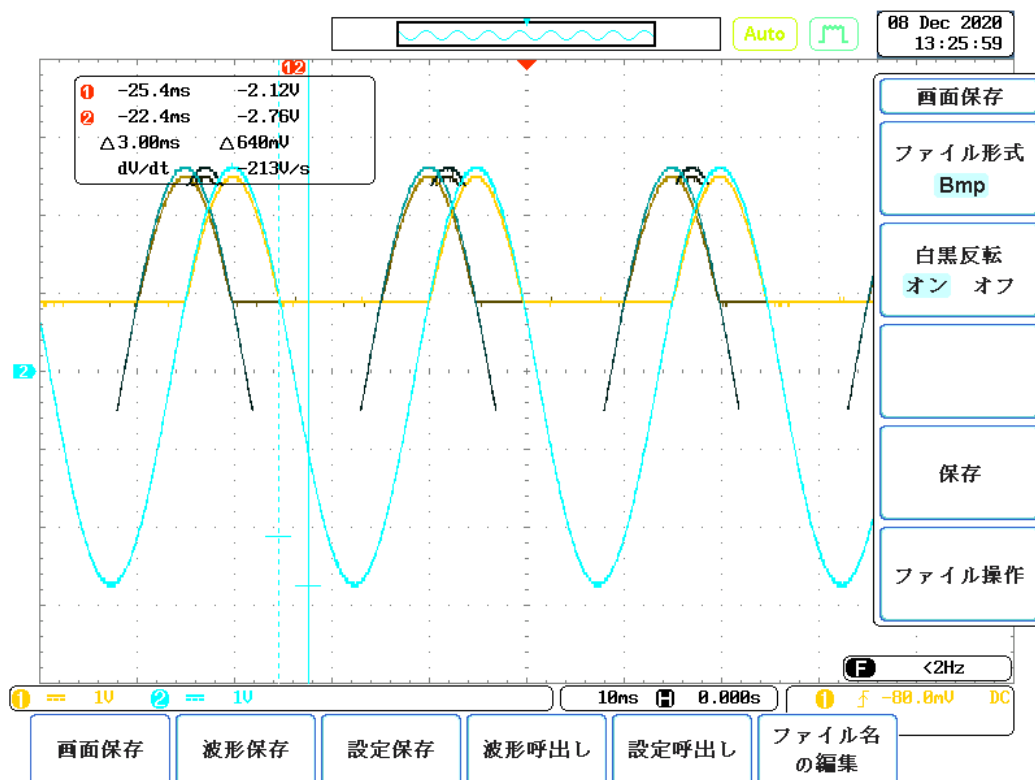 Auto
08 Dec 2020
13:25:59
12
1 -25.4ms -2.12V
2 -22.4ms -2.76V
△3.00ms △640mV
dV/dt -213V/s
画面保存
ファイル形式
Bmp
白黒反転
オン オフ
保存
ファイル操作
2
F <2Hz
1 1V 2 1V
10ms H 0.000s
1 -80.0mV DC
画面保存
波形保存
設定保存
波形呼出し
設定呼出し
ファイル名
の編集